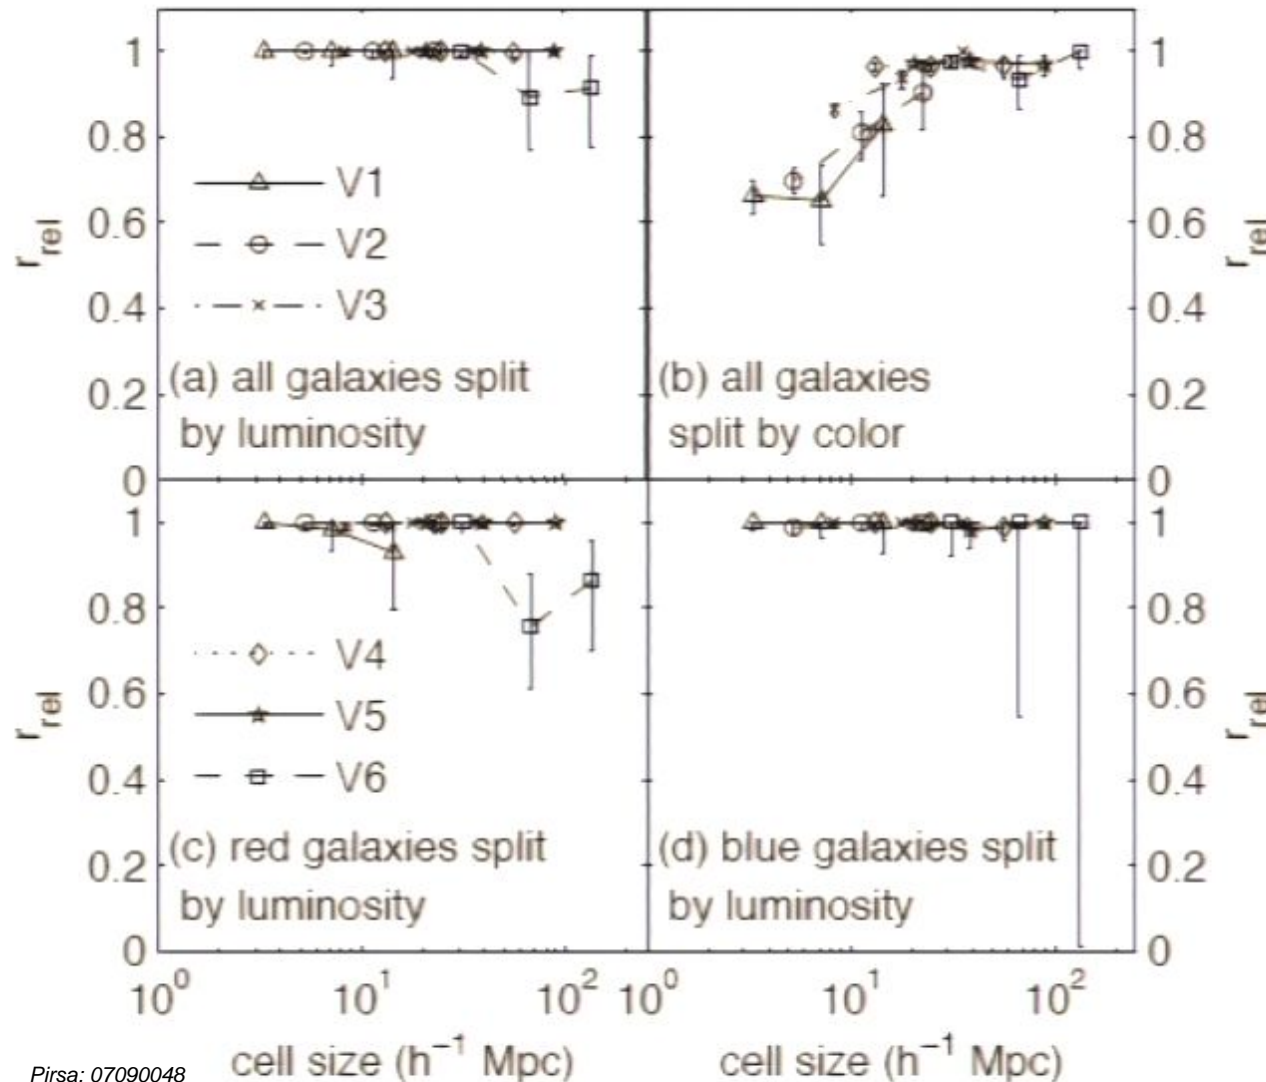 1
0.8
0.6
0.4
0.2
0
r_rel
V1
V2
V3
(a) all galaxies split
by luminosity
(b) all galaxies
split by color
1
0.8
0.6
0.4
0.2
0
r_rel
1
0.8
0.6
0.4
0.2
0
r_rel
V4
V5
V6
(c) red galaxies split
by luminosity
(d) blue galaxies split
by luminosity
1
0.8
0.6
0.4
0.2
0
r_rel
10^0
10^1
10^2
10^0
10^1
10^2
cell size (h^-1 Mpc)
cell size (h^-1 Mpc)
Pirsa: 07090048